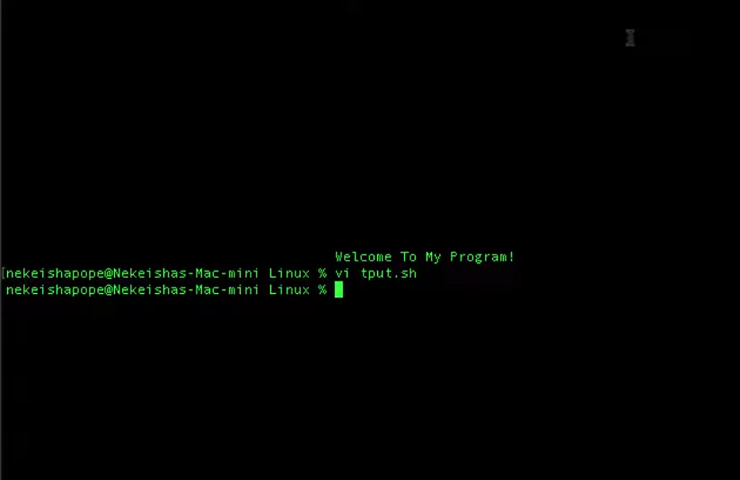 Welcome To My Program!
[nekeishapope@Nekeishas-Mac-mini Linux % vi tput.sh
nekeishapope@Nekeishas-Mac-mini Linux %